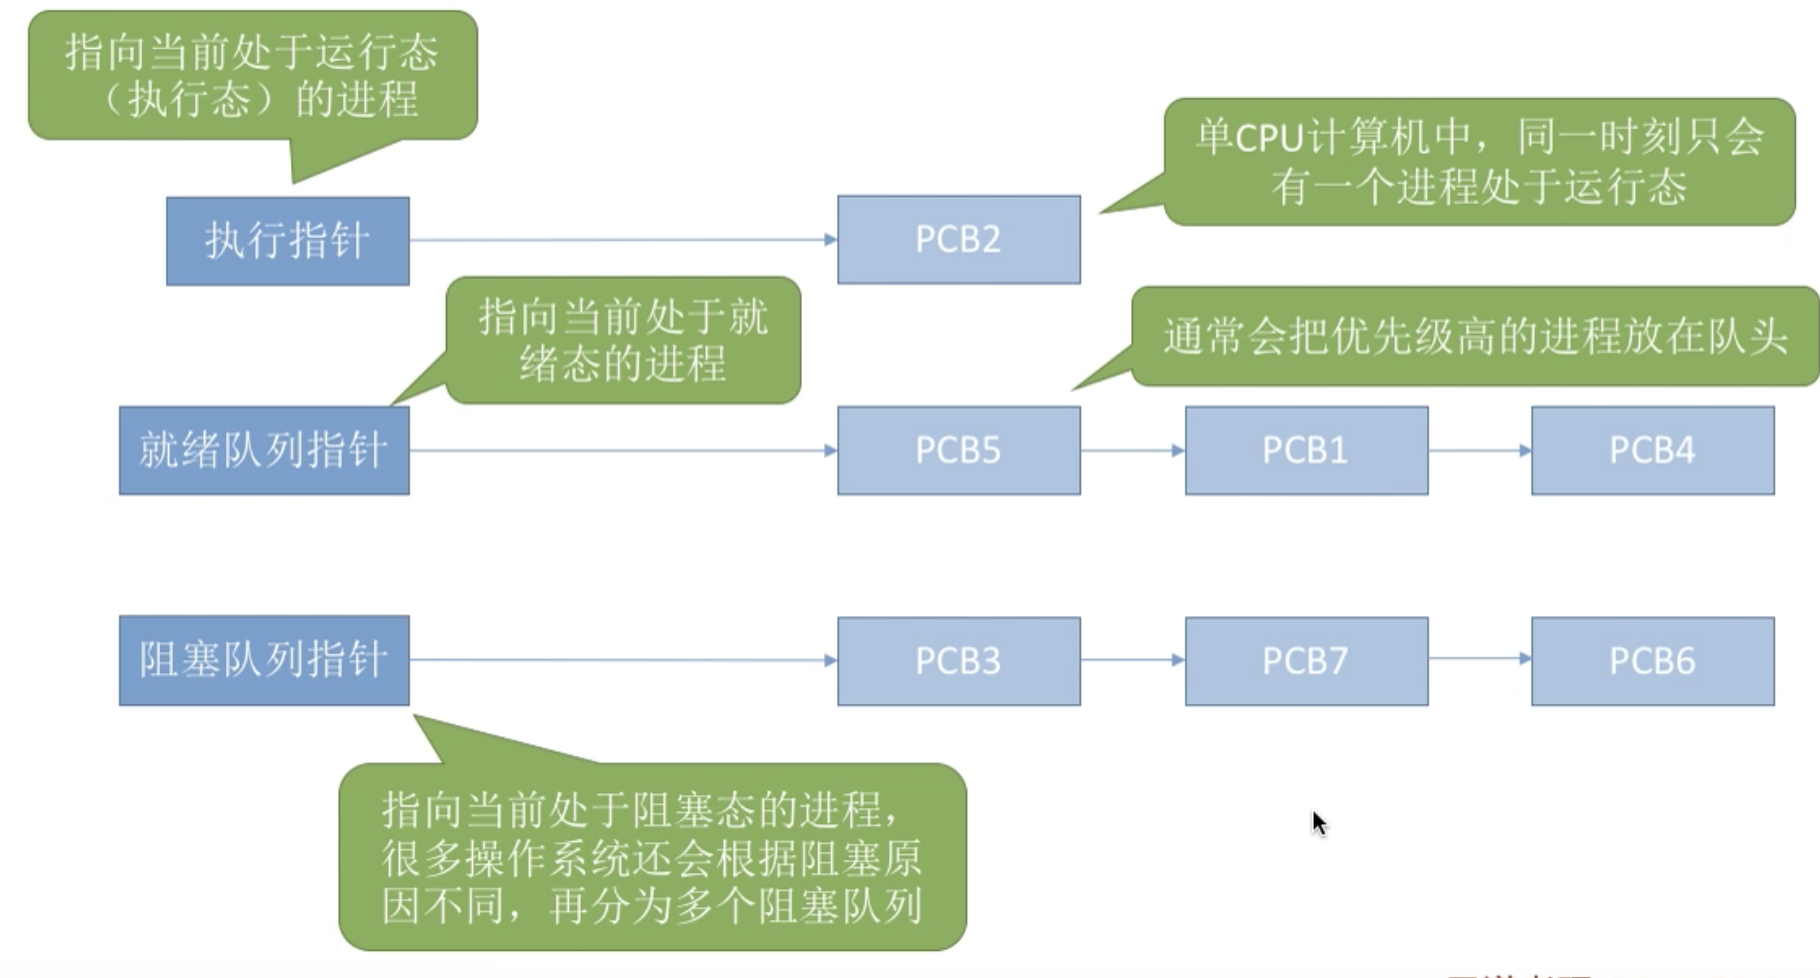 指向当前处于运行态
（执行态）的进程
单CPU计算机中，同一时刻只会
有一个进程处于运行态
执行指针
PCB2
指向当前处于就
绪态的进程
通常会把优先级高的进程放在队头
就绪队列指针
PCB5
PCB1
PCB4
阻塞队列指针
PCB3
PCB7
PCB6
指向当前处于阻塞态的进程，
很多操作系统还会根据阻塞原
因不同，再分为多个阻塞队列